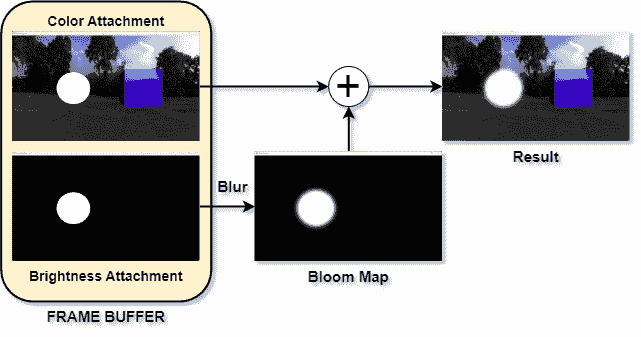 Color Attachment
+
Result
Blur
Brightness Attachment
Bloom Map
FRAME BUFFER